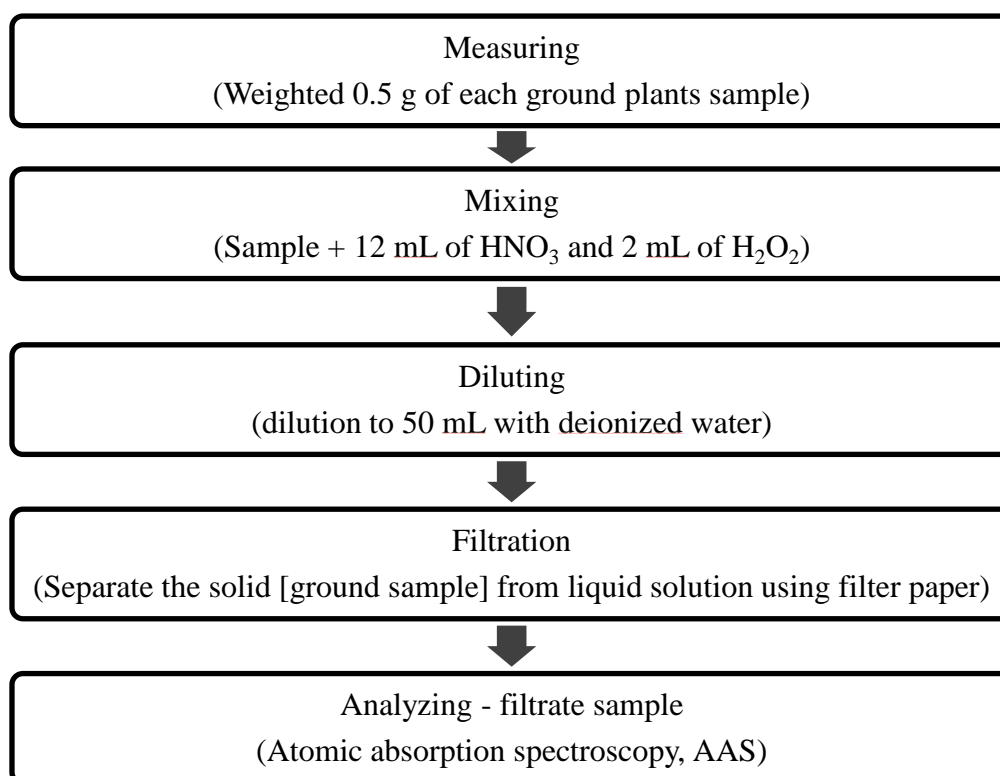 Measuring
(Weighted 0.5 g of each ground plants sample)
Mixing
(Sample + 12 mL of HNO₃ and 2 mL of H₂O₂)
Diluting
(dilution to 50 mL with deionized water)
Filtration
(Separate the solid [ground sample] from liquid solution using filter paper)
Analyzing - filtrate sample
(Atomic absorption spectroscopy, AAS)